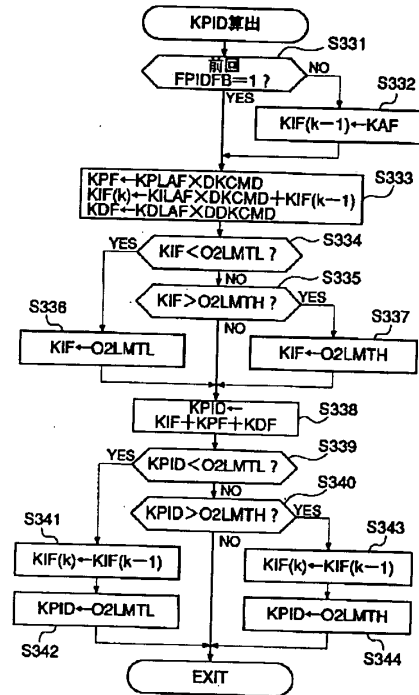 KPID算出
S331
前回
FPIDFB=1 ?
NO
YES
S332
KIF(k−1)←KAF
S333
KPF←KPLAF×DKCMD
KIF(k)←KILAF×DKCMD+KIF(k−1)
KDF←KDLAF×DDKCMD
S334
YES
KIF<O2LMTL ?
NO
S335
S336
KIF>O2LMTH ?
YES
S337
NO
KIF←O2LMTL
KIF←O2LMTH
S338
KPID←
KIF+KPF+KDF
S339
YES
KPID<O2LMTL ?
NO
S340
S341
KPID>O2LMTH ?
YES
S343
NO
KIF(k)←KIF(k−1)
KIF(k)←KIF(k−1)
KPID←O2LMTL
KPID←O2LMTH
S342
S344
EXIT